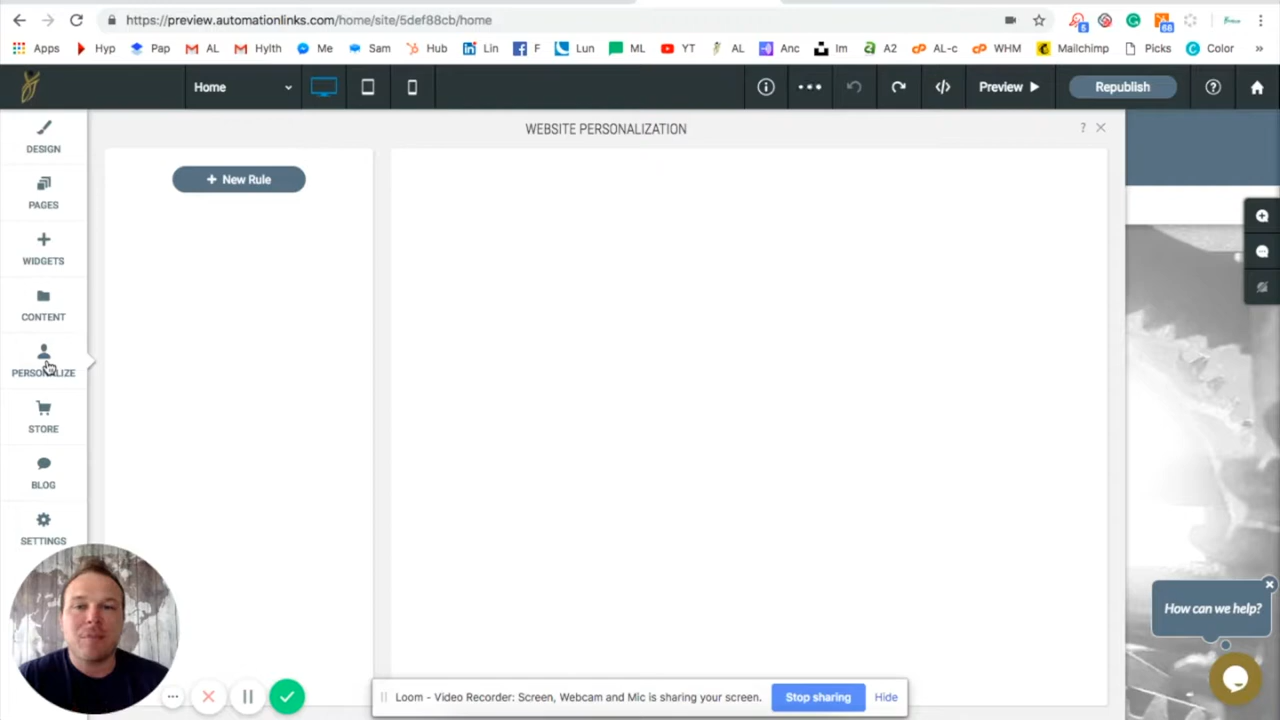 https://preview.automationlinks.com/home/site/5def88cb/home
5
68
Apps Hyp Pap AL Hylth Me Sam Hub Lin F Lun ML YT AL Anc Im A2 AL-c WHM Mailchimp Picks Color »
Home
Preview
Republish
DESIGN
PAGES
WIDGETS
CONTENT
PERSONALIZE
STORE
BLOG
SETTINGS
WEBSITE PERSONALIZATION
? ×
+ New Rule
How can we help?
Loom - Video Recorder: Screen, Webcam and Mic is sharing your screen.
Stop sharing
Hide